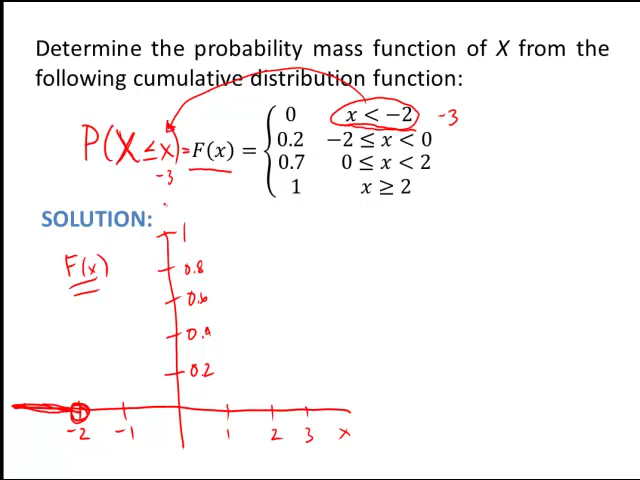 Determine the probability mass function of X from the
following cumulative distribution function:
0 x < −2 -3
0.2 −2 ≤ x < 0
P(X ≤ x) = F(x) =
0.7 0 ≤ x < 2
-3
1 x ≥ 2
SOLUTION:
1
F(x)
0.8
0.6
0.4
0.2
-2 -1 1 2 3 x